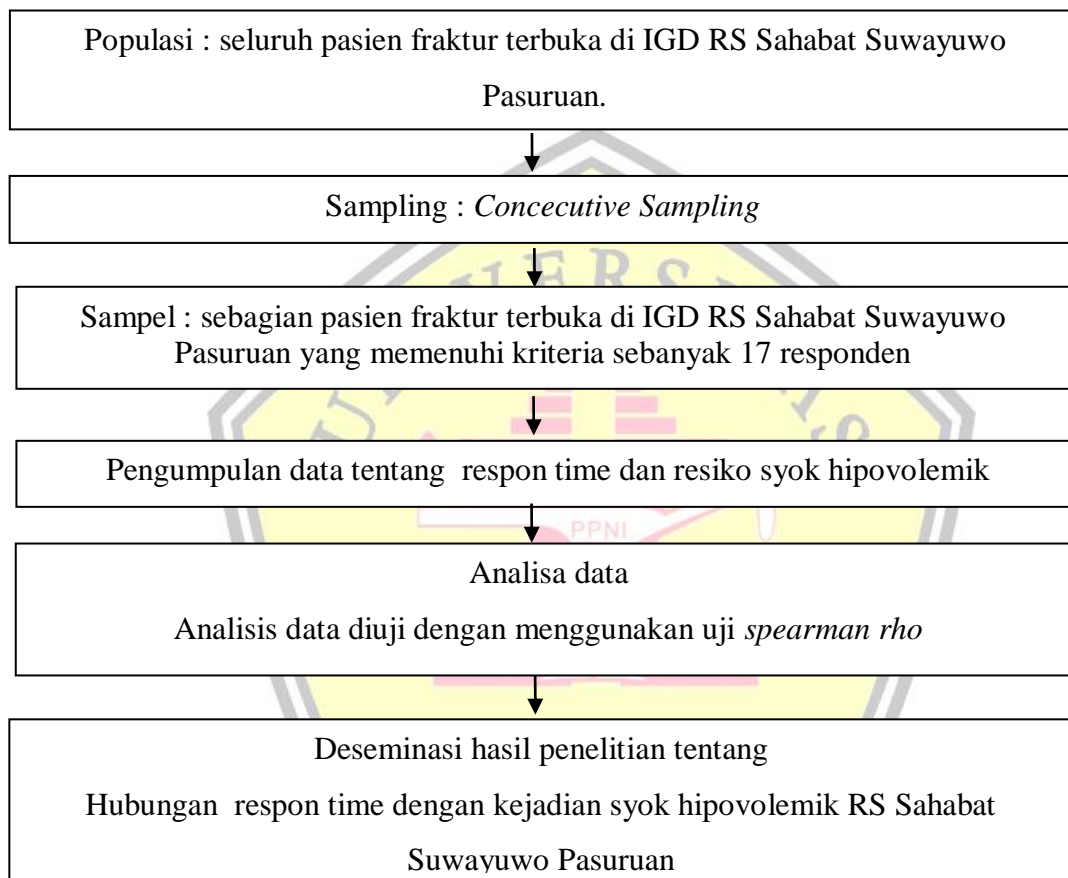 Populasi : seluruh pasien fraktur terbuka di IGD RS Sahabat Suwayuwo
Pasuruan.
Sampling : Concecutive Sampling
Sampel : sebagian pasien fraktur terbuka di IGD RS Sahabat Suwayuwo
Pasuruan yang memenuhi kriteria sebanyak 17 responden
Pengumpulan data tentang respon time dan resiko syok hipovolemik
PPNI
Analisa data
Analisis data diuji dengan menggunakan uji spearman rho
Deseminasi hasil penelitian tentang
Hubungan respon time dengan kejadian syok hipovolemik RS Sahabat
Suwayuwo Pasuruan